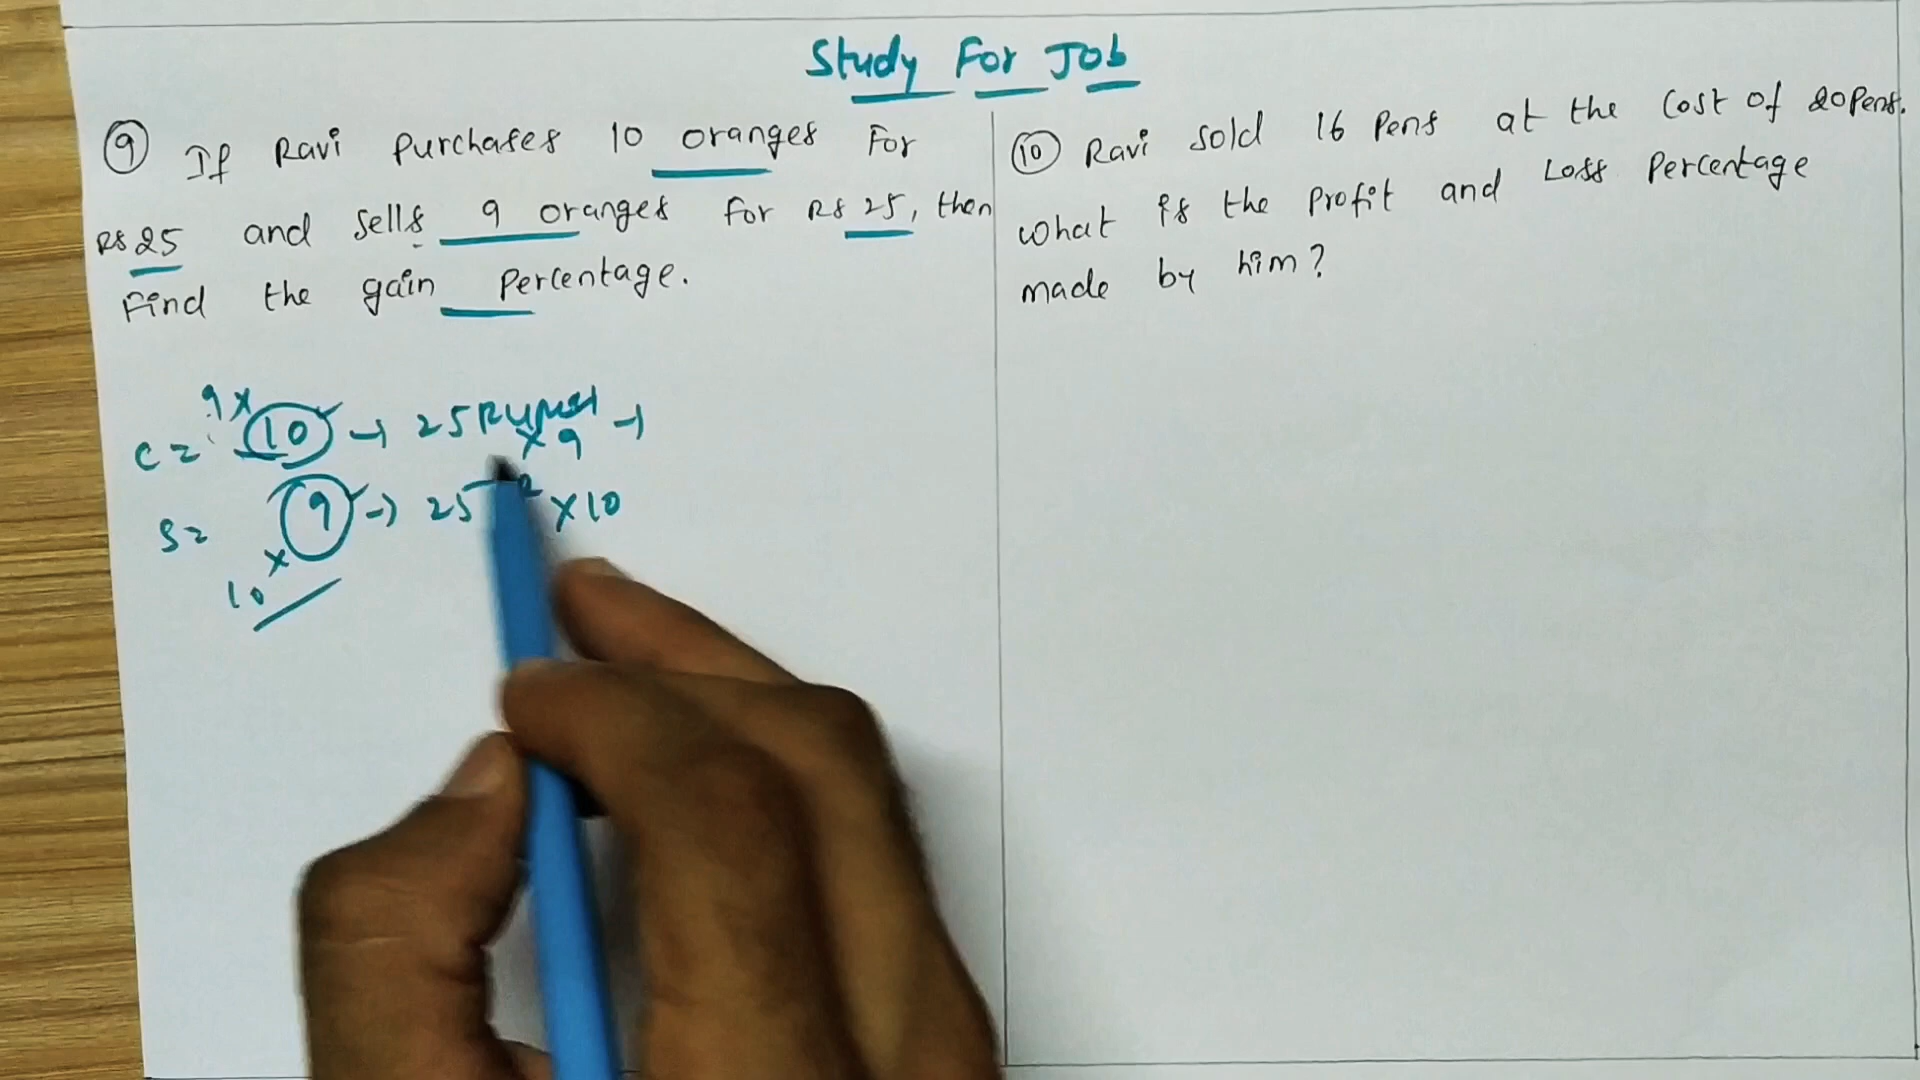 Study For Job
9 If Ravi Purchases 10 oranges For
Rs 25 and sells 9 oranges for Rs 25, then
Find the gain Percentage.
10 Ravi sold 16 Pens at the Cost of 20 Pens.
what is the Profit and Loss Percentage
made by him?
9 x
C = 10 → 25 Rupees →
x 9
S = 9 → 25 x 10
x
10